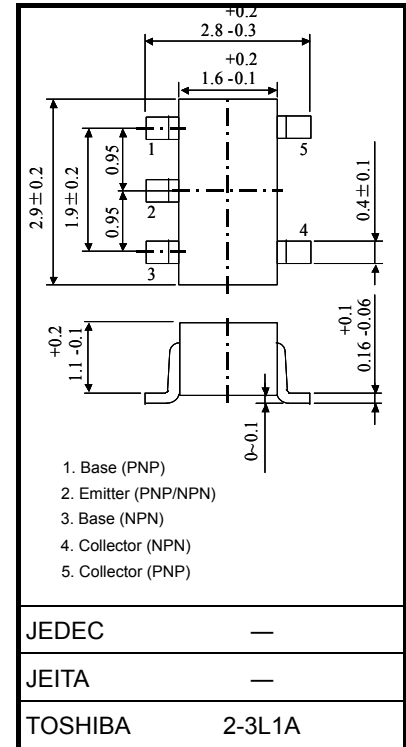 +0.2
2.8 -0.3
+0.2
1.6 -0.1
1
5
0.95
2.9±0.2
1.9±0.2
2
0.95
0.4±0.1
4
3
+0.2
1.1 -0.1
+0.1
0.16 -0.06
0~0.1
1. Base (PNP)
2. Emitter (PNP/NPN)
3. Base (NPN)
4. Collector (NPN)
5. Collector (PNP)
JEDEC —
JEITA —
TOSHIBA 2-3L1A